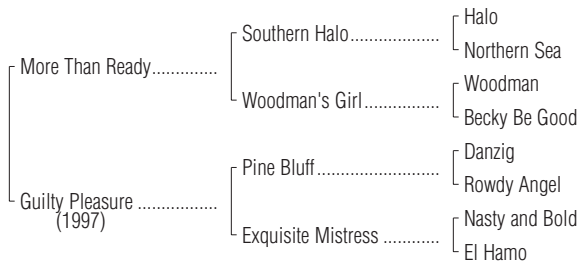 Halo
Southern Halo...................
Northern Sea
More Than Ready..............
Woodman
Woodman's Girl................
Becky Be Good
Danzig
Pine Bluff..........................
Rowdy Angel
Guilty Pleasure .................
(1997)
Nasty and Bold
Exquisite Mistress ............
El Hamo